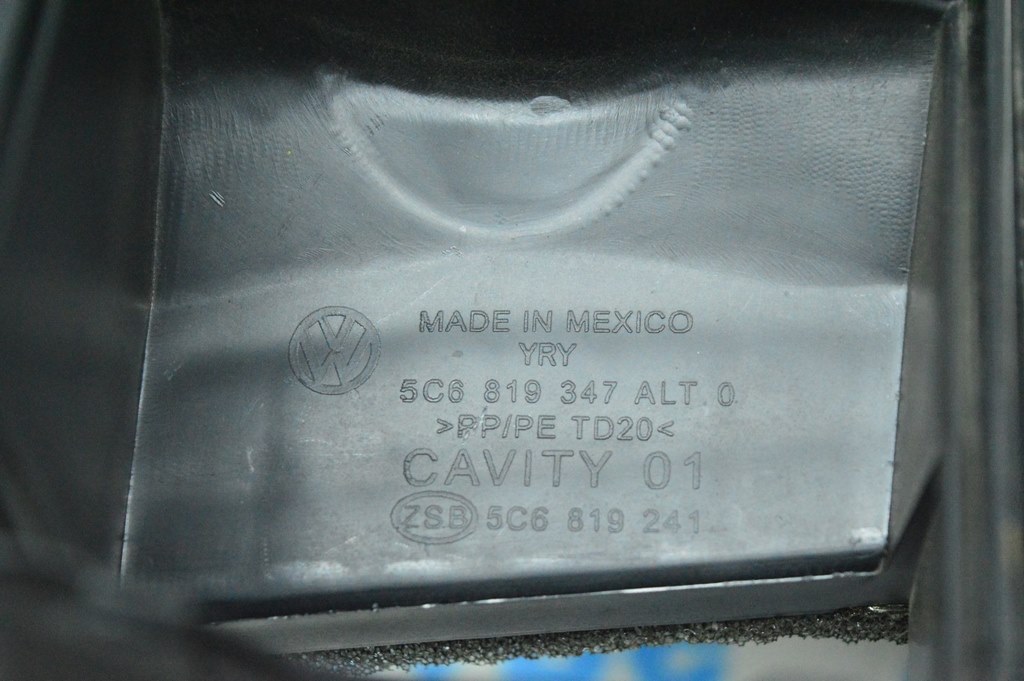 MADE IN MEXICO
YRY
5C6 819 347 ALT 0
>PP/PE TD20<
CAVITY 01
ZSB 5C6 819 241